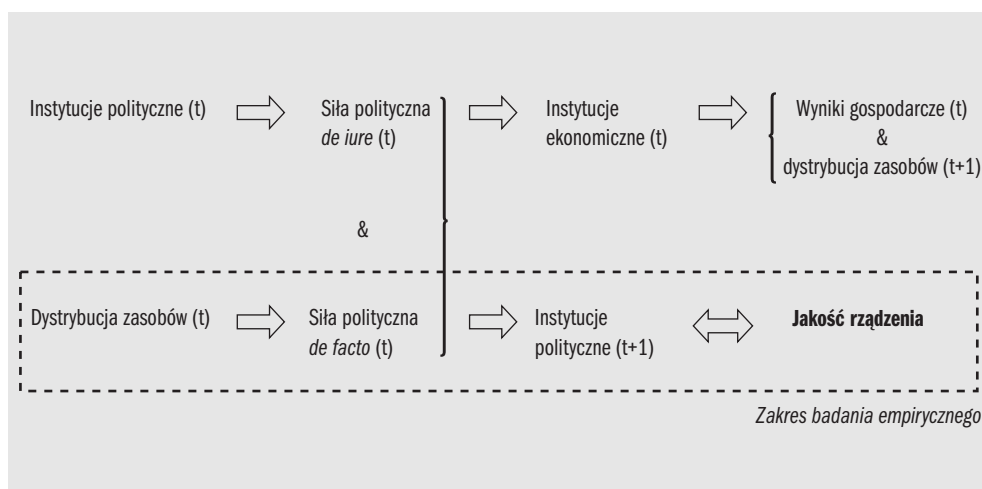 Instytucje polityczne (t)
Siła polityczna
de iure (t)
Instytucje
ekonomiczne (t)
Wyniki gospodarcze (t)
&
dystrybucja zasobów (t+1)
&
Dystrybucja zasobów (t)
Siła polityczna
de facto (t)
Instytucje
polityczne (t+1)
Jakość rządzenia
Zakres badania empirycznego